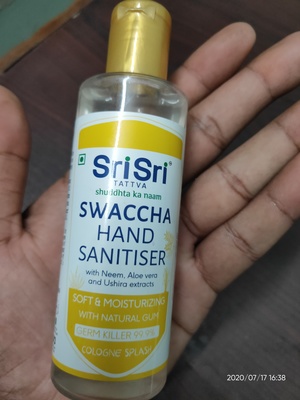 SriSri®
TATTVA
shuddhta ka naam
SWACCHA
HAND
SANITISER
with Neem, Aloe vera
and Ushira extracts
SOFT & MOISTURIZING
WITH NATURAL GUM
GERM KILLER 99.9%
COLOGNE SPLASH
2020/07/17 16:38